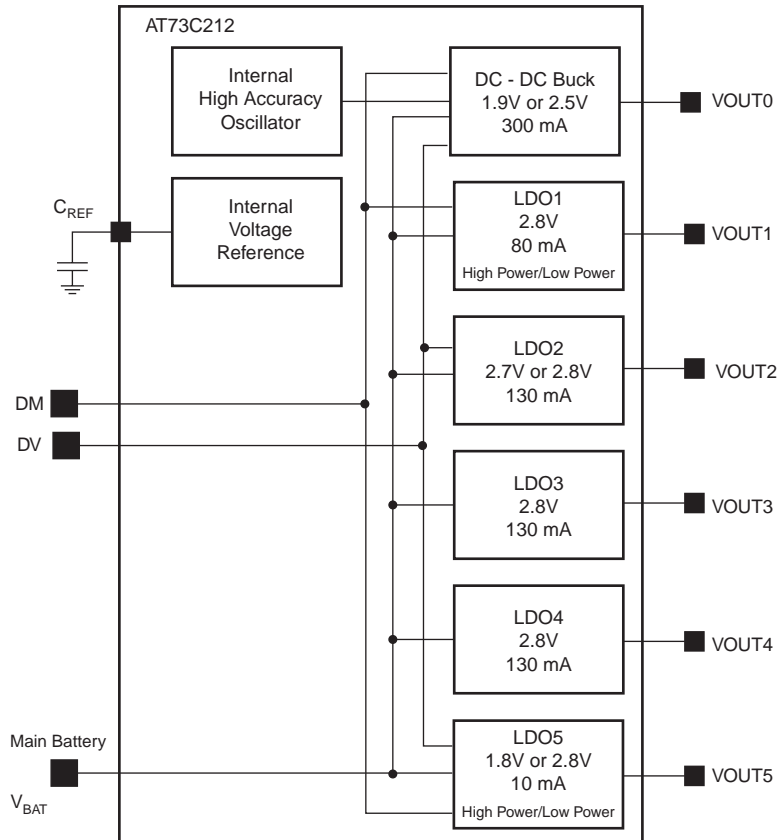 AT73C212
Internal
High Accuracy
Oscillator
DC - DC Buck
1.9V or 2.5V
300 mA
VOUT0
CREF
Internal
Voltage
Reference
LDO1
2.8V
80 mA
High Power/Low Power
VOUT1
LDO2
2.7V or 2.8V
130 mA
VOUT2
DM
DV
LDO3
2.8V
130 mA
VOUT3
LDO4
2.8V
130 mA
VOUT4
Main Battery
VBAT
LDO5
1.8V or 2.8V
10 mA
High Power/Low Power
VOUT5